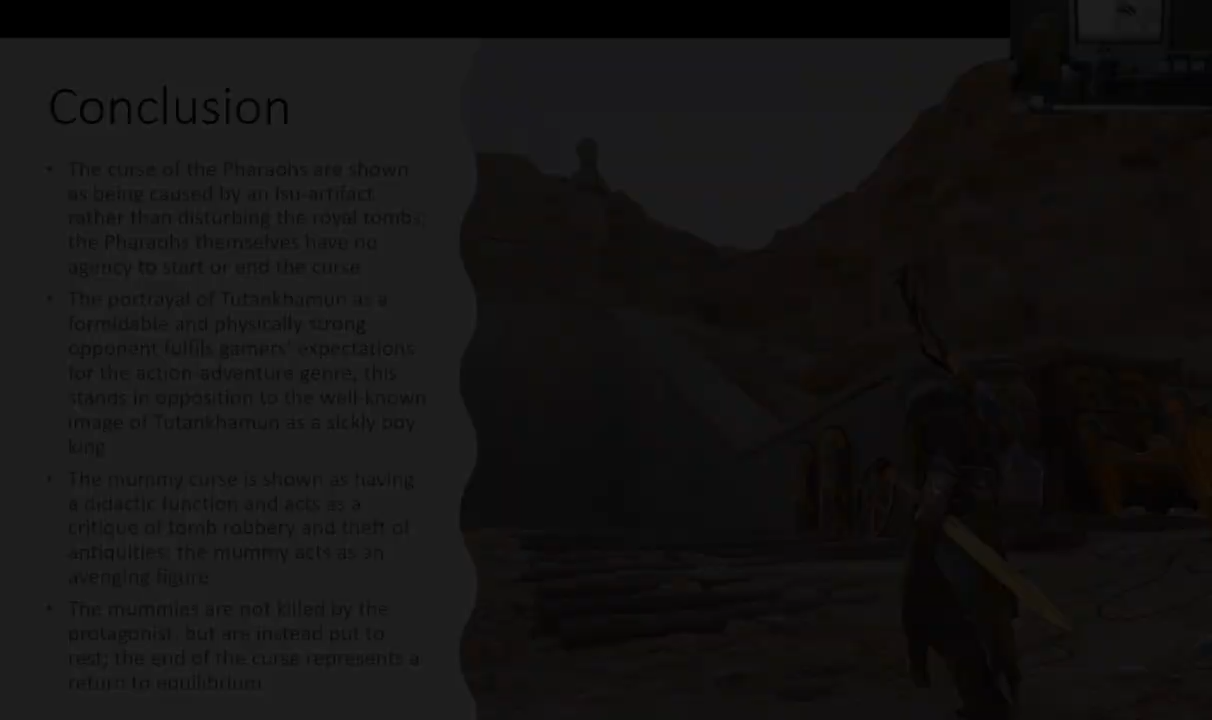 Conclusion
• The curse of the Pharaohs are shown
as being caused by an Isu-artifact
rather than disturbing the royal tombs;
the Pharaohs themselves have no
agency to start or end the curse
• The portrayal of Tutankhamun as a
formidable and physically strong
opponent fulfils gamers' expectations
for the action-adventure genre, this
stands in opposition to the well-known
image of Tutankhamun as a sickly boy
king
• The mummy curse is shown as having
a didactic function and acts as a
critique of tomb robbery and theft of
antiquities: the mummy acts as an
avenging figure
• The mummies are not killed by the
protagonist, but are instead put to
rest; the end of the curse represents a
return to equilibrium